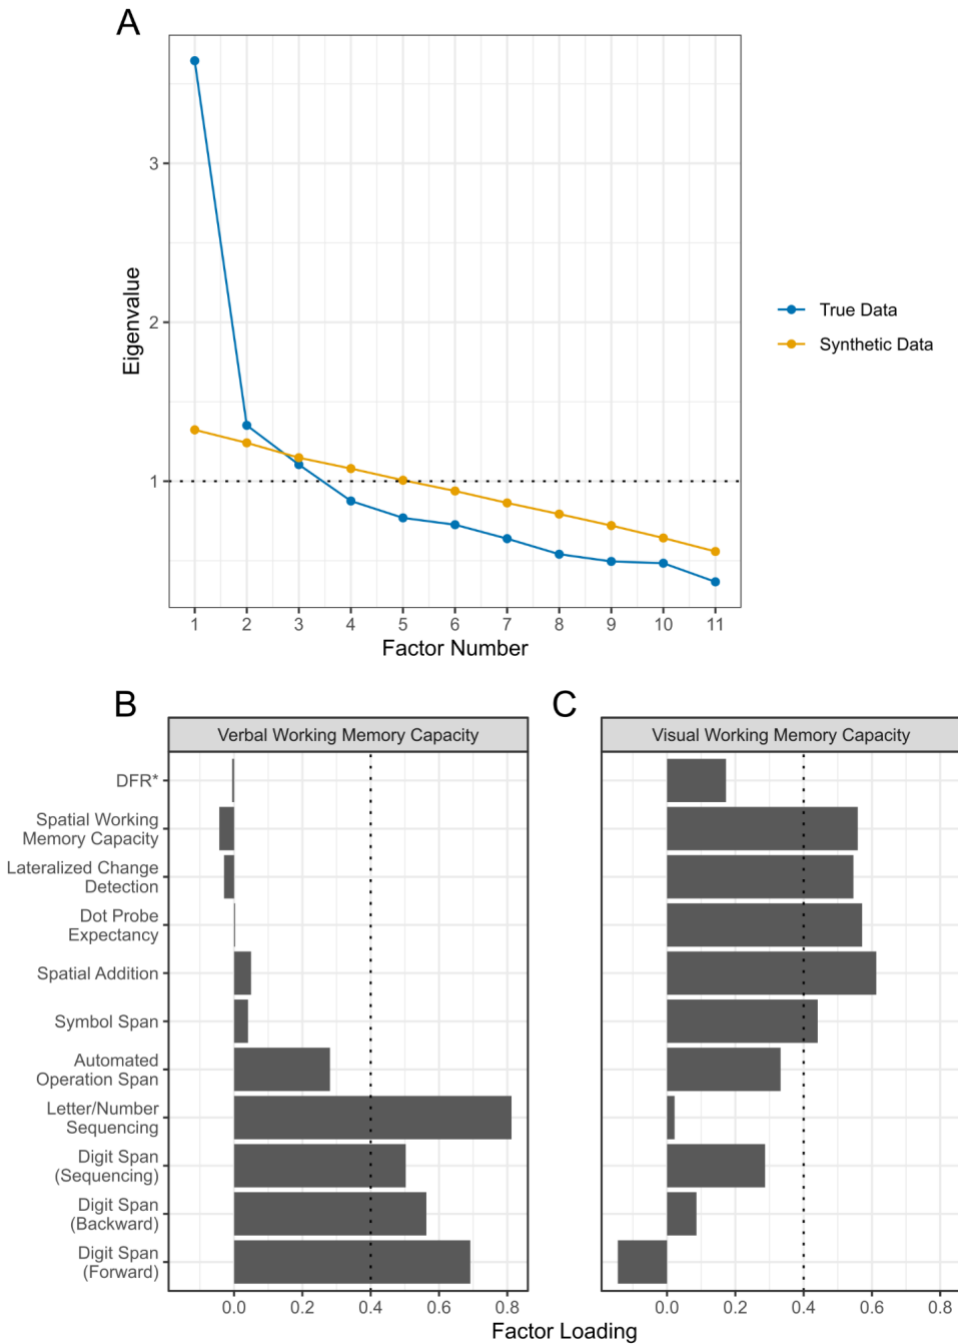 A
3
2
1
Eigenvalue
1 2 3 4 5 6 7 8 9 10 11
Factor Number
True Data
Synthetic Data
B
Verbal Working Memory Capacity
C
Visual Working Memory Capacity
DFR*
Spatial Working
Memory Capacity
Lateralized Change
Detection
Dot Probe
Expectancy
Spatial Addition
Symbol Span
Automated
Operation Span
Letter/Number
Sequencing
Digit Span
(Sequencing)
Digit Span
(Backward)
Digit Span
(Forward)
0.0 0.2 0.4 0.6 0.8
0.0 0.2 0.4 0.6 0.8
Factor Loading